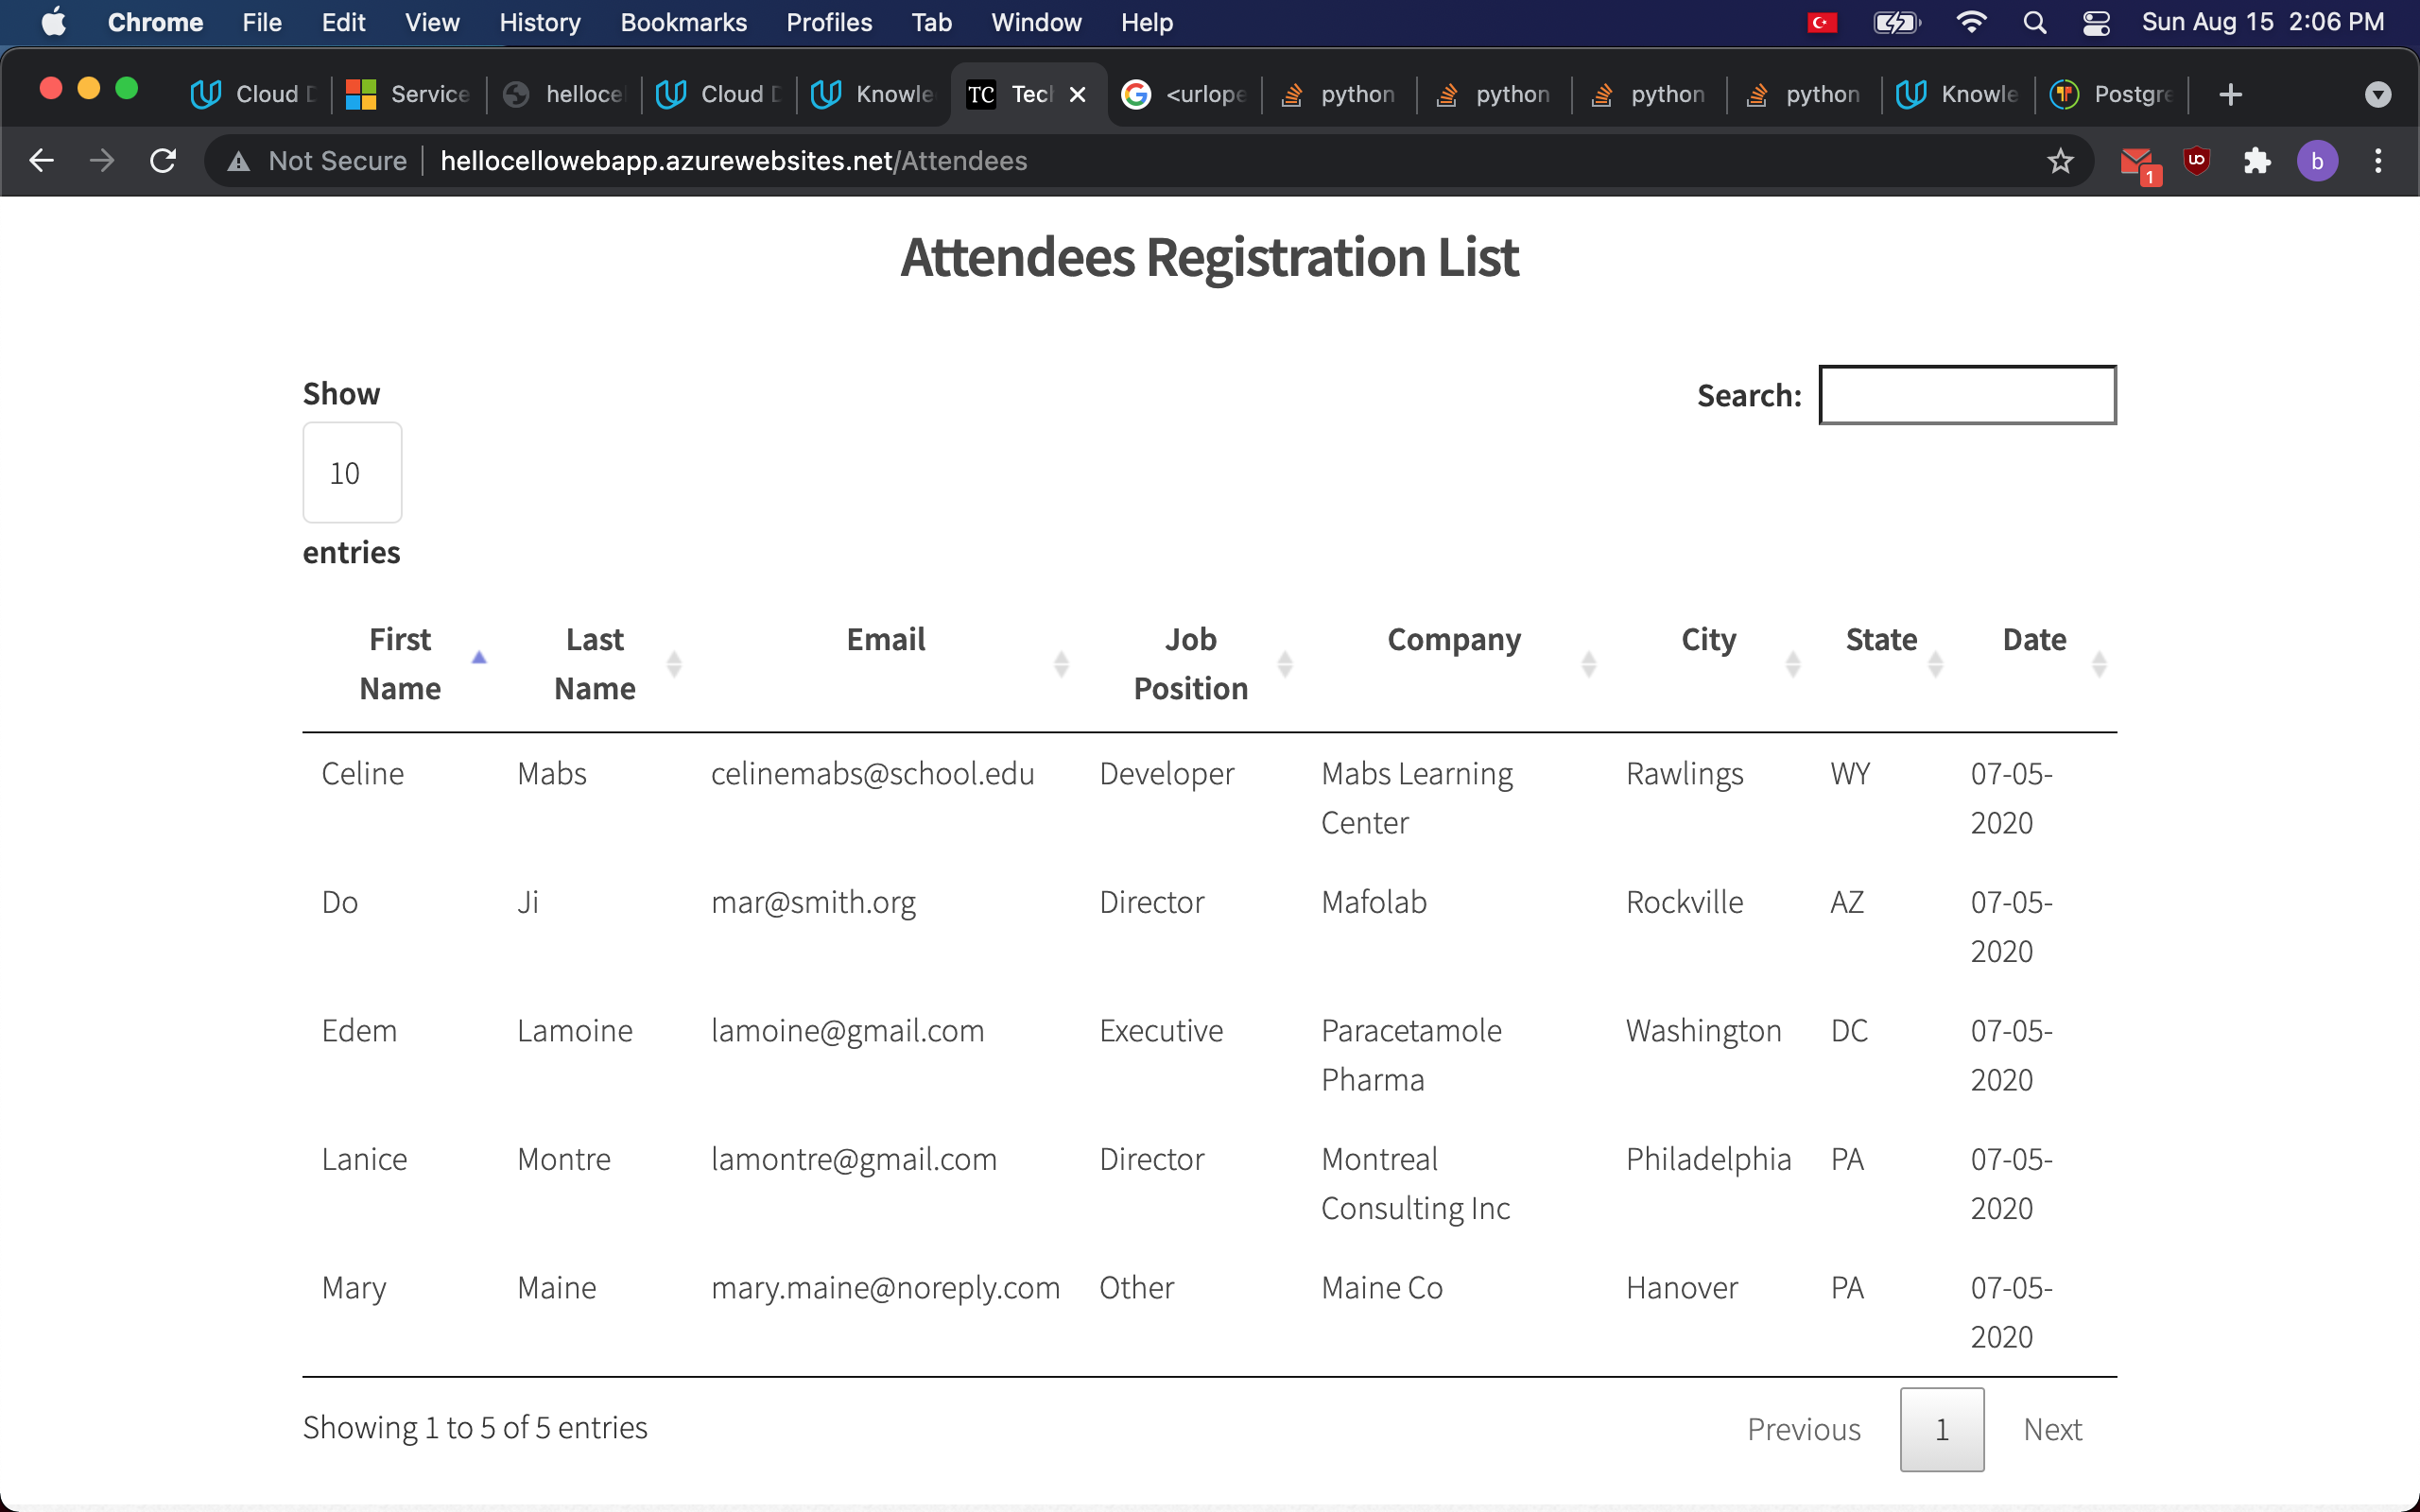 Chrome File Edit View History Bookmarks Profiles Tab Window Help Sun Aug 15 2:06 PM
Cloud D Service helloce Cloud D Knowle TC Tech <urlope python python python python Knowle Postgre
Not Secure hellocellowebapp.azurewebsites.net/Attendees 1 b
Attendees Registration List
Show
10
entries
Search:
First Name Last Name Email Job Position Company City State Date
Celine Mabs celinemabs@school.edu Developer Mabs Learning Center Rawlings WY 07-05-2020
Do Ji mar@smith.org Director Mafolab Rockville AZ 07-05-2020
Edem Lamoine lamoine@gmail.com Executive Paracetamole Pharma Washington DC 07-05-2020
Lanice Montre lamontre@gmail.com Director Montreal Consulting Inc Philadelphia PA 07-05-2020
Mary Maine mary.maine@noreply.com Other Maine Co Hanover PA 07-05-2020
Showing 1 to 5 of 5 entries
Previous 1 Next